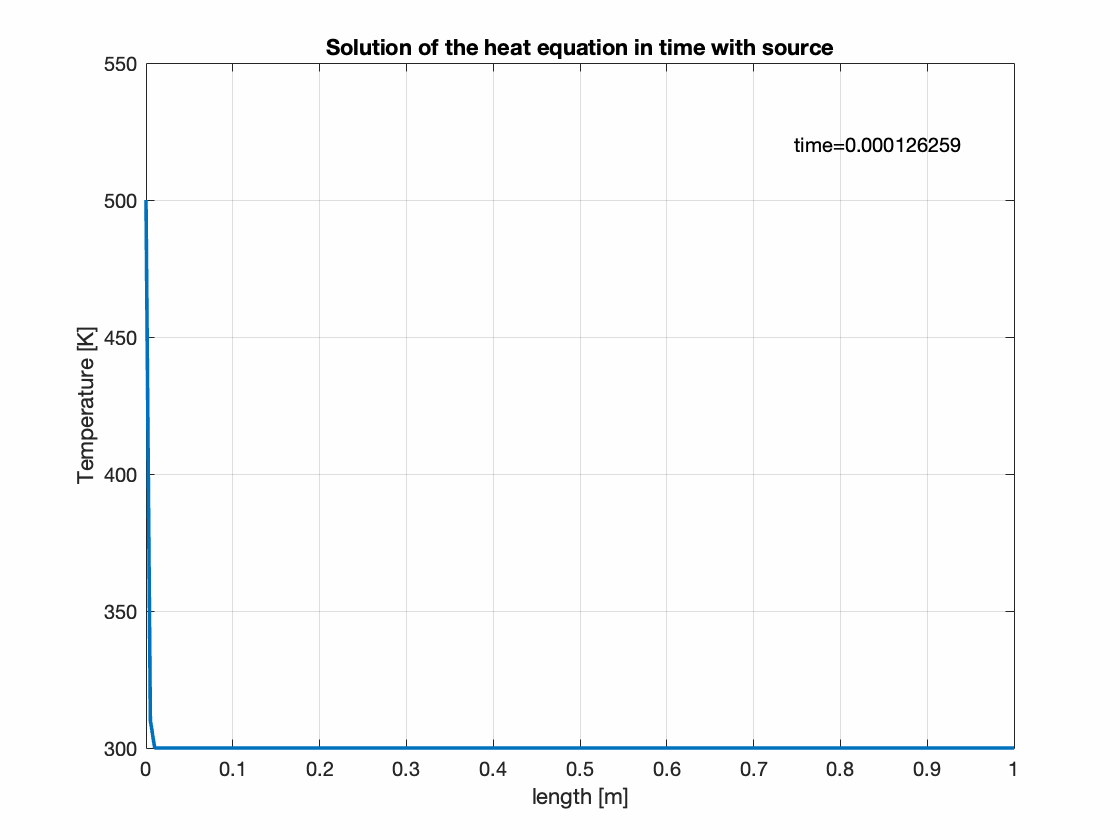 Solution of the heat equation in time with source
550
time=0.000126259
500
450
Temperature [K]
400
350
300
0 0.1 0.2 0.3 0.4 0.5 0.6 0.7 0.8 0.9 1
length [m]